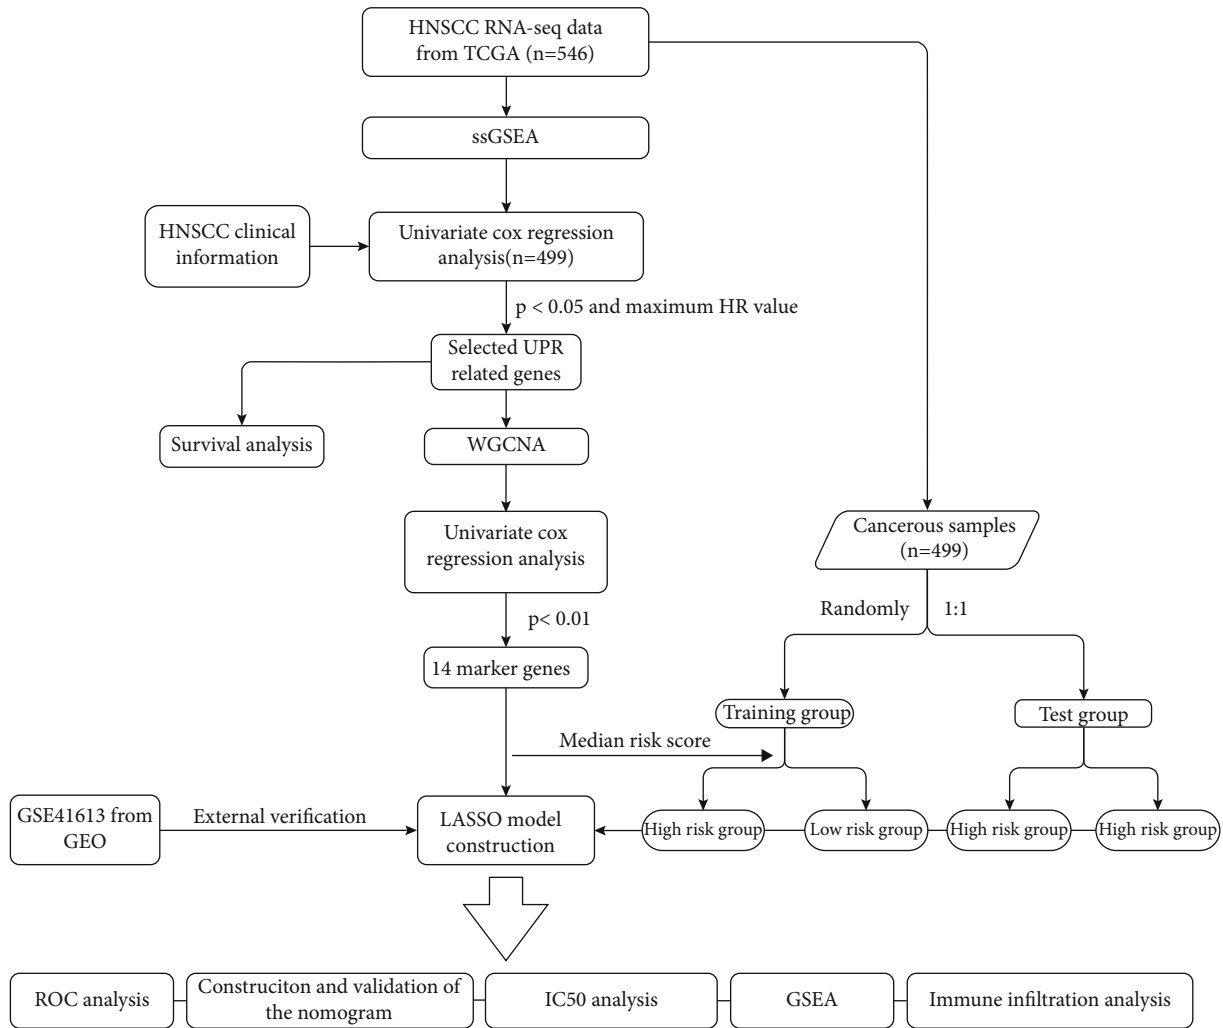 HNSCC RNA-seq data
from TCGA (n=546)
ssGSEA
HNSCC clinical
information
Univariate cox regression
analysis(n=499)
p < 0.05 and maximum HR value
Selected UPR
related genes
Survival analysis
WGCNA
Univariate cox
regression analysis
Cancerous samples
(n=499)
Randomly
1:1
p< 0.01
14 marker genes
Training group
Test group
Median risk score
GSE41613 from
GEO
External verification
LASSO model
construction
High risk group
Low risk group
High risk group
High risk group
ROC analysis
Construciton and validation of
the nomogram
IC50 analysis
GSEA
Immune infiltration analysis